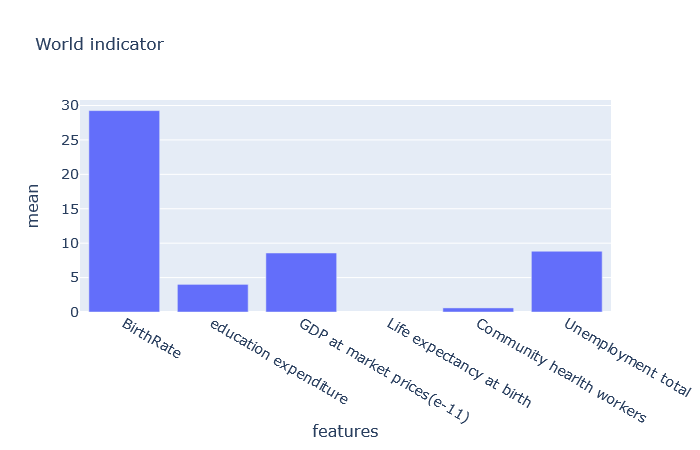 World indicator
mean
30
25
20
15
10
5
0
BirthRate
education expenditure
GDP at market prices(e-11)
Life expectancy at birth
Community hearlth workers
Unemployment total
features